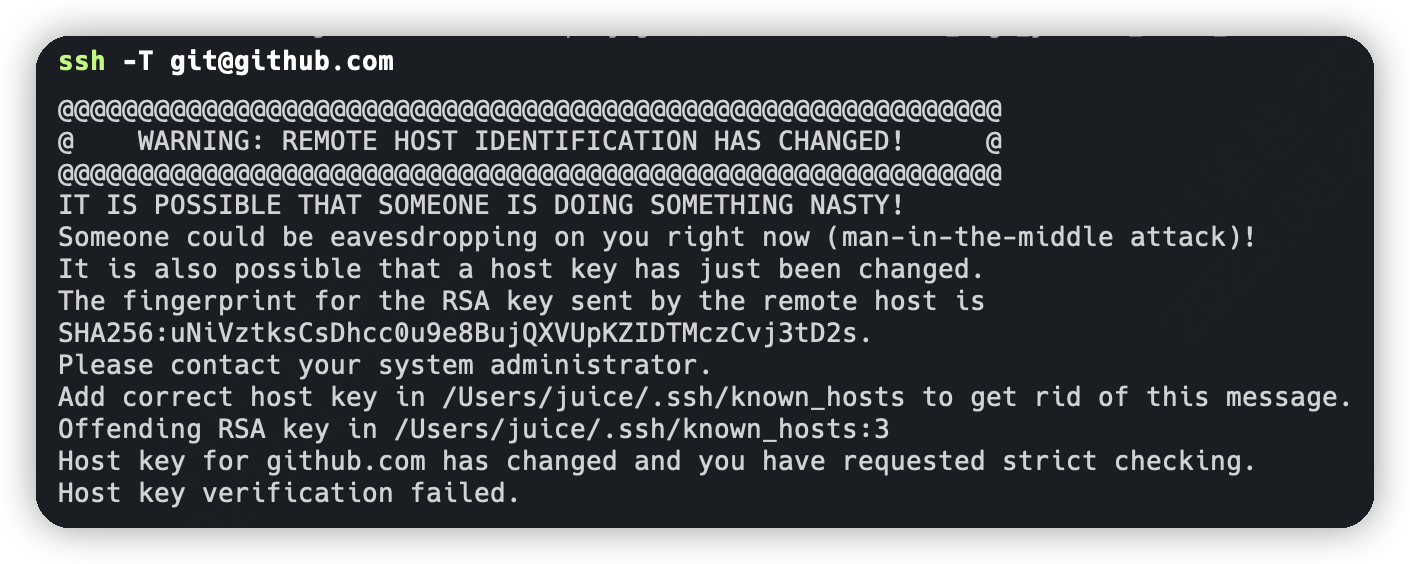 ssh -T git@github.com
@@@@@@@@@@@@@@@@@@@@@@@@@@@@@@@@@@@@@@@@@@@@@@@@@@@@@@@@@@@
@    WARNING: REMOTE HOST IDENTIFICATION HAS CHANGED!     @
@@@@@@@@@@@@@@@@@@@@@@@@@@@@@@@@@@@@@@@@@@@@@@@@@@@@@@@@@@@
IT IS POSSIBLE THAT SOMEONE IS DOING SOMETHING NASTY!
Someone could be eavesdropping on you right now (man-in-the-middle attack)!
It is also possible that a host key has just been changed.
The fingerprint for the RSA key sent by the remote host is
SHA256:uNiVztksCsDhcc0u9e8BujQXVUpKZIDTMczCvj3tD2s.
Please contact your system administrator.
Add correct host key in /Users/juice/.ssh/known_hosts to get rid of this message.
Offending RSA key in /Users/juice/.ssh/known_hosts:3
Host key for github.com has changed and you have requested strict checking.
Host key verification failed.